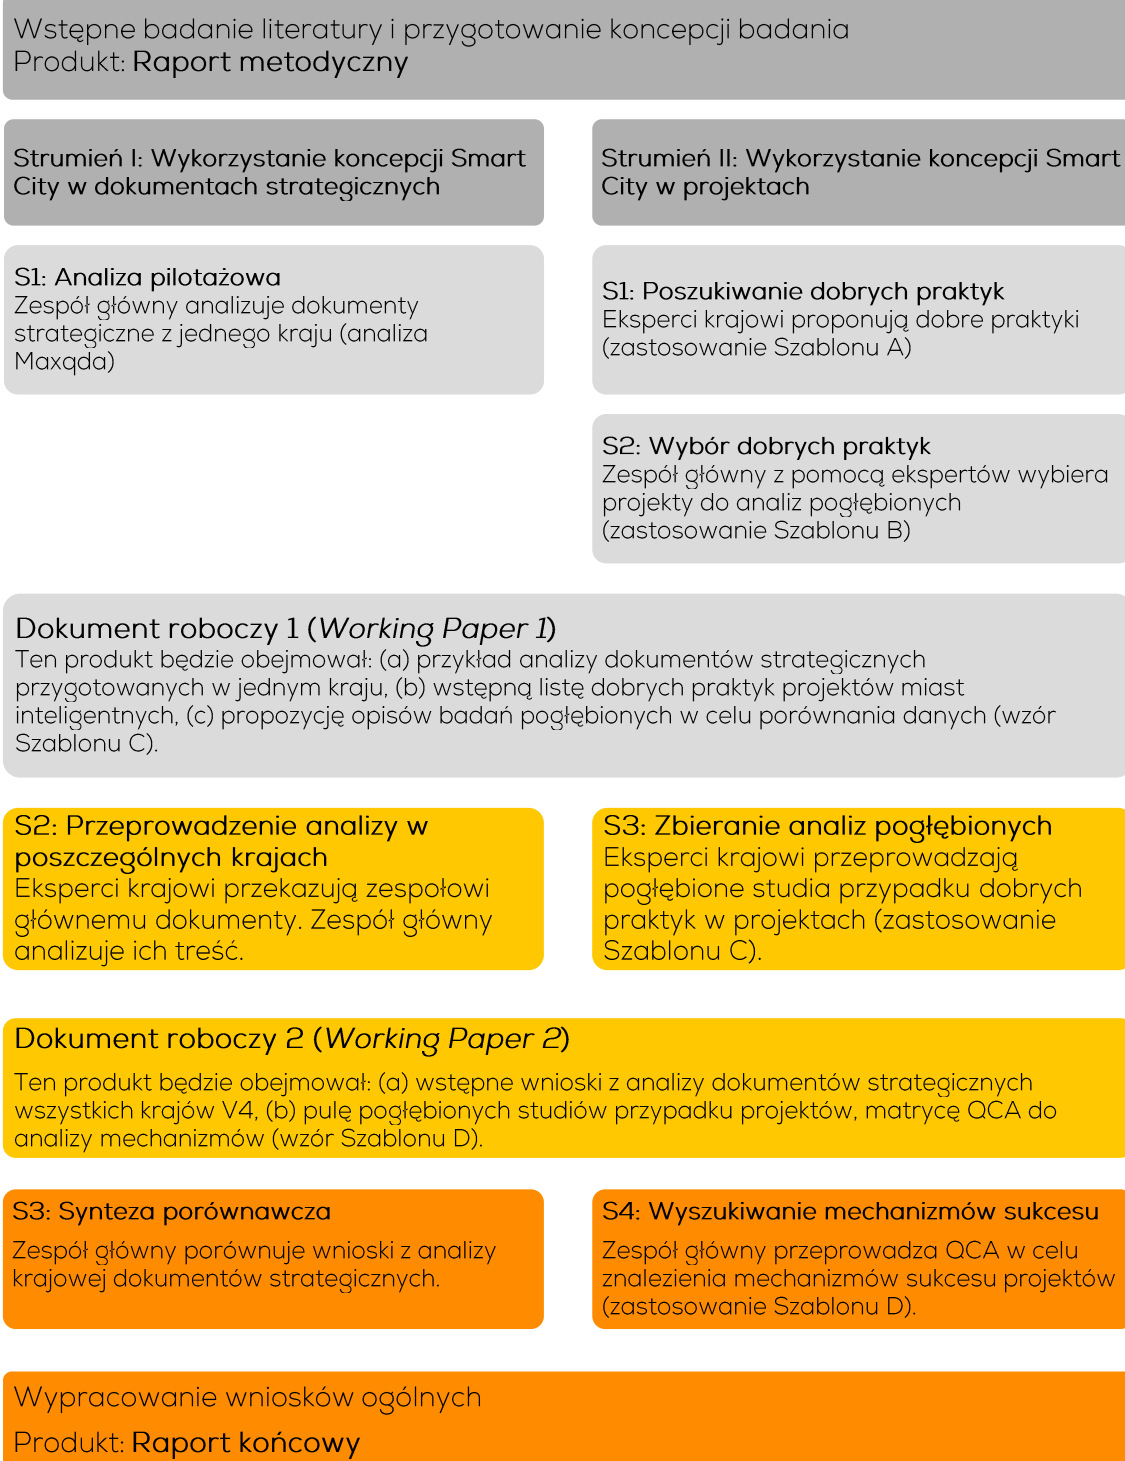 Wstępne badanie literatury i przygotowanie koncepcji badania
Produkt: Raport metodyczny
Strumień I: Wykorzystanie koncepcji Smart
City w dokumentach strategicznych
Strumień II: Wykorzystanie koncepcji Smart
City w projektach
S1: Analiza pilotażowa
Zespół główny analizuje dokumenty
strategiczne z jednego kraju (analiza
Maxqda)
S1: Poszukiwanie dobrych praktyk
Eksperci krajowi proponują dobre praktyki
(zastosowanie Szablonu A)
S2: Wybór dobrych praktyk
Zespół główny z pomocą ekspertów wybiera
projekty do analiz pogłębionych
(zastosowanie Szablonu B)
Dokument roboczy 1 (Working Paper 1)
Ten produkt będzie obejmował: (a) przykład analizy dokumentów strategicznych
przygotowanych w jednym kraju, (b) wstępną listę dobrych praktyk projektów miast
inteligentnych, (c) propozycję opisów badań pogłębionych w celu porównania danych (wzór
Szablonu C).
S2: Przeprowadzenie analizy w
poszczególnych krajach
Eksperci krajowi przekazują zespołowi
głównemu dokumenty. Zespół główny
analizuje ich treść.
S3: Zbieranie analiz pogłębionych
Eksperci krajowi przeprowadzają
pogłębione studia przypadku dobrych
praktyk w projektach (zastosowanie
Szablonu C).
Dokument roboczy 2 (Working Paper 2)
Ten produkt będzie obejmował: (a) wstępne wnioski z analizy dokumentów strategicznych
wszystkich krajów V4, (b) pulę pogłębionych studiów przypadku projektów, matrycę QCA do
analizy mechanizmów (wzór Szablonu D).
S3: Synteza porównawcza
Zespół główny porównuje wnioski z analizy
krajowej dokumentów strategicznych.
S4: Wyszukiwanie mechanizmów sukcesu
Zespół główny przeprowadza QCA w celu
znalezienia mechanizmów sukcesu projektów
(zastosowanie Szablonu D).
Wypracowanie wniosków ogólnych
Produkt: Raport końcowy